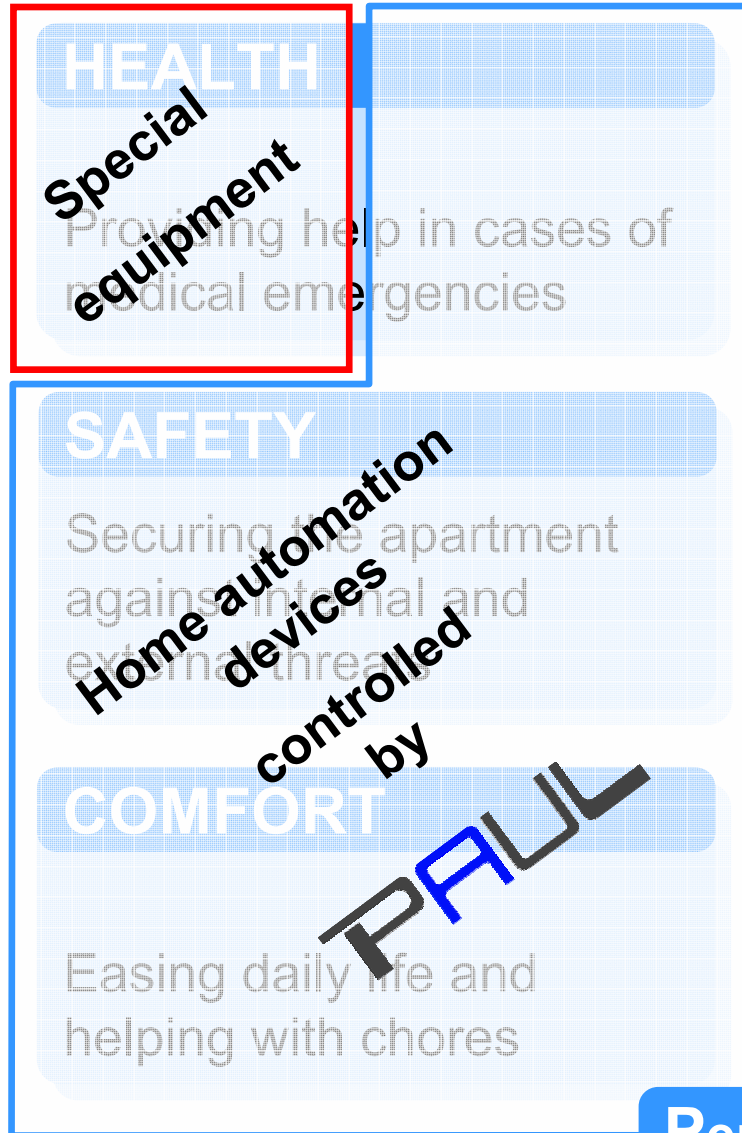 HEALTH
Special
equipment
Providing help in cases of
medical emergencies
SAFETY
Securing the apartment
against internal and
external threats
Home automation
devices
controlled
by
PAUL
COMFORT
Easing daily life and
helping with chores